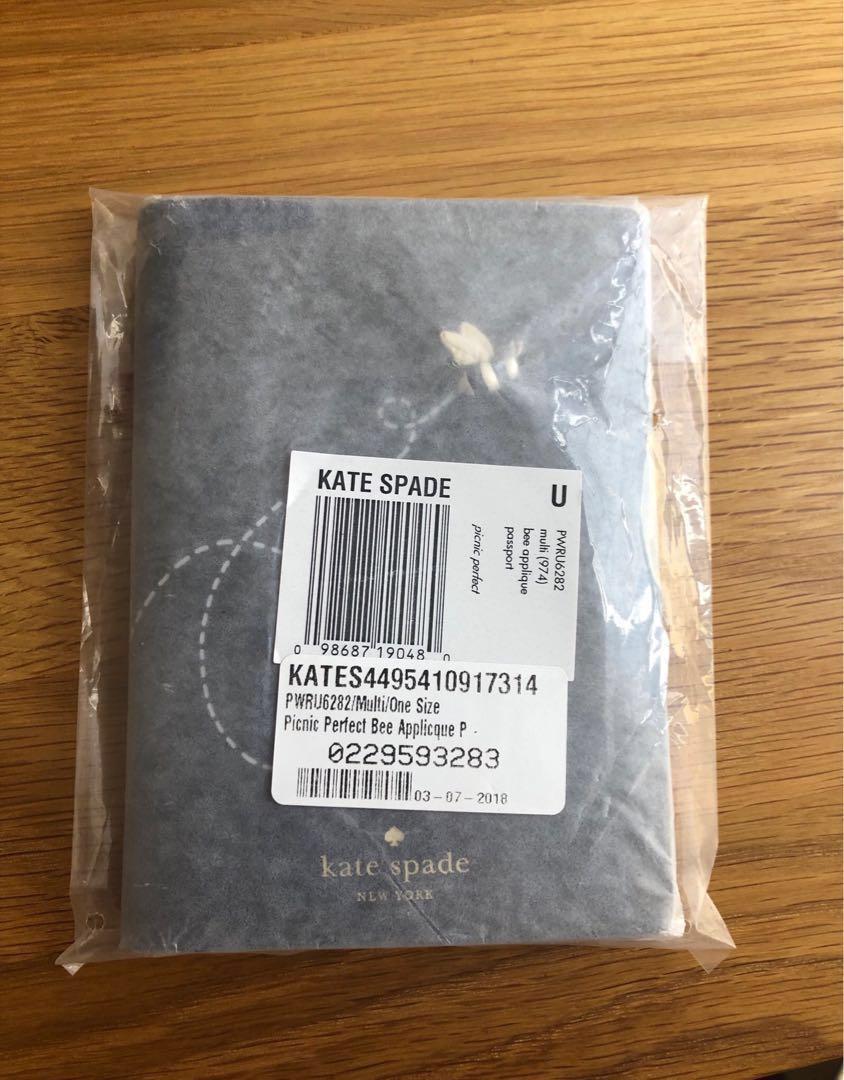 KATE SPADE
U
PWRU6282
multi (974)
bee applique
passport
picnic perfect
0 98687 19048 0
KATES4495410917314
PWRU6282/Multi/One Size
Picnic Perfect Bee Applicque P -
0229593283
03-07-2018
kate spade
NEW YORK